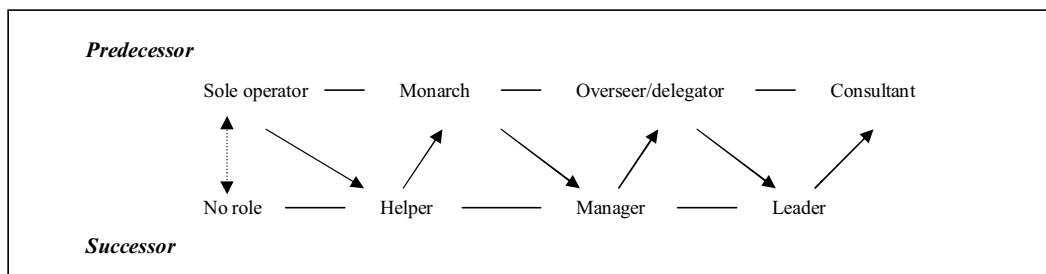 Predecessor
Sole operator Monarch Overseer/delegator Consultant
No role Helper Manager Leader
Successor